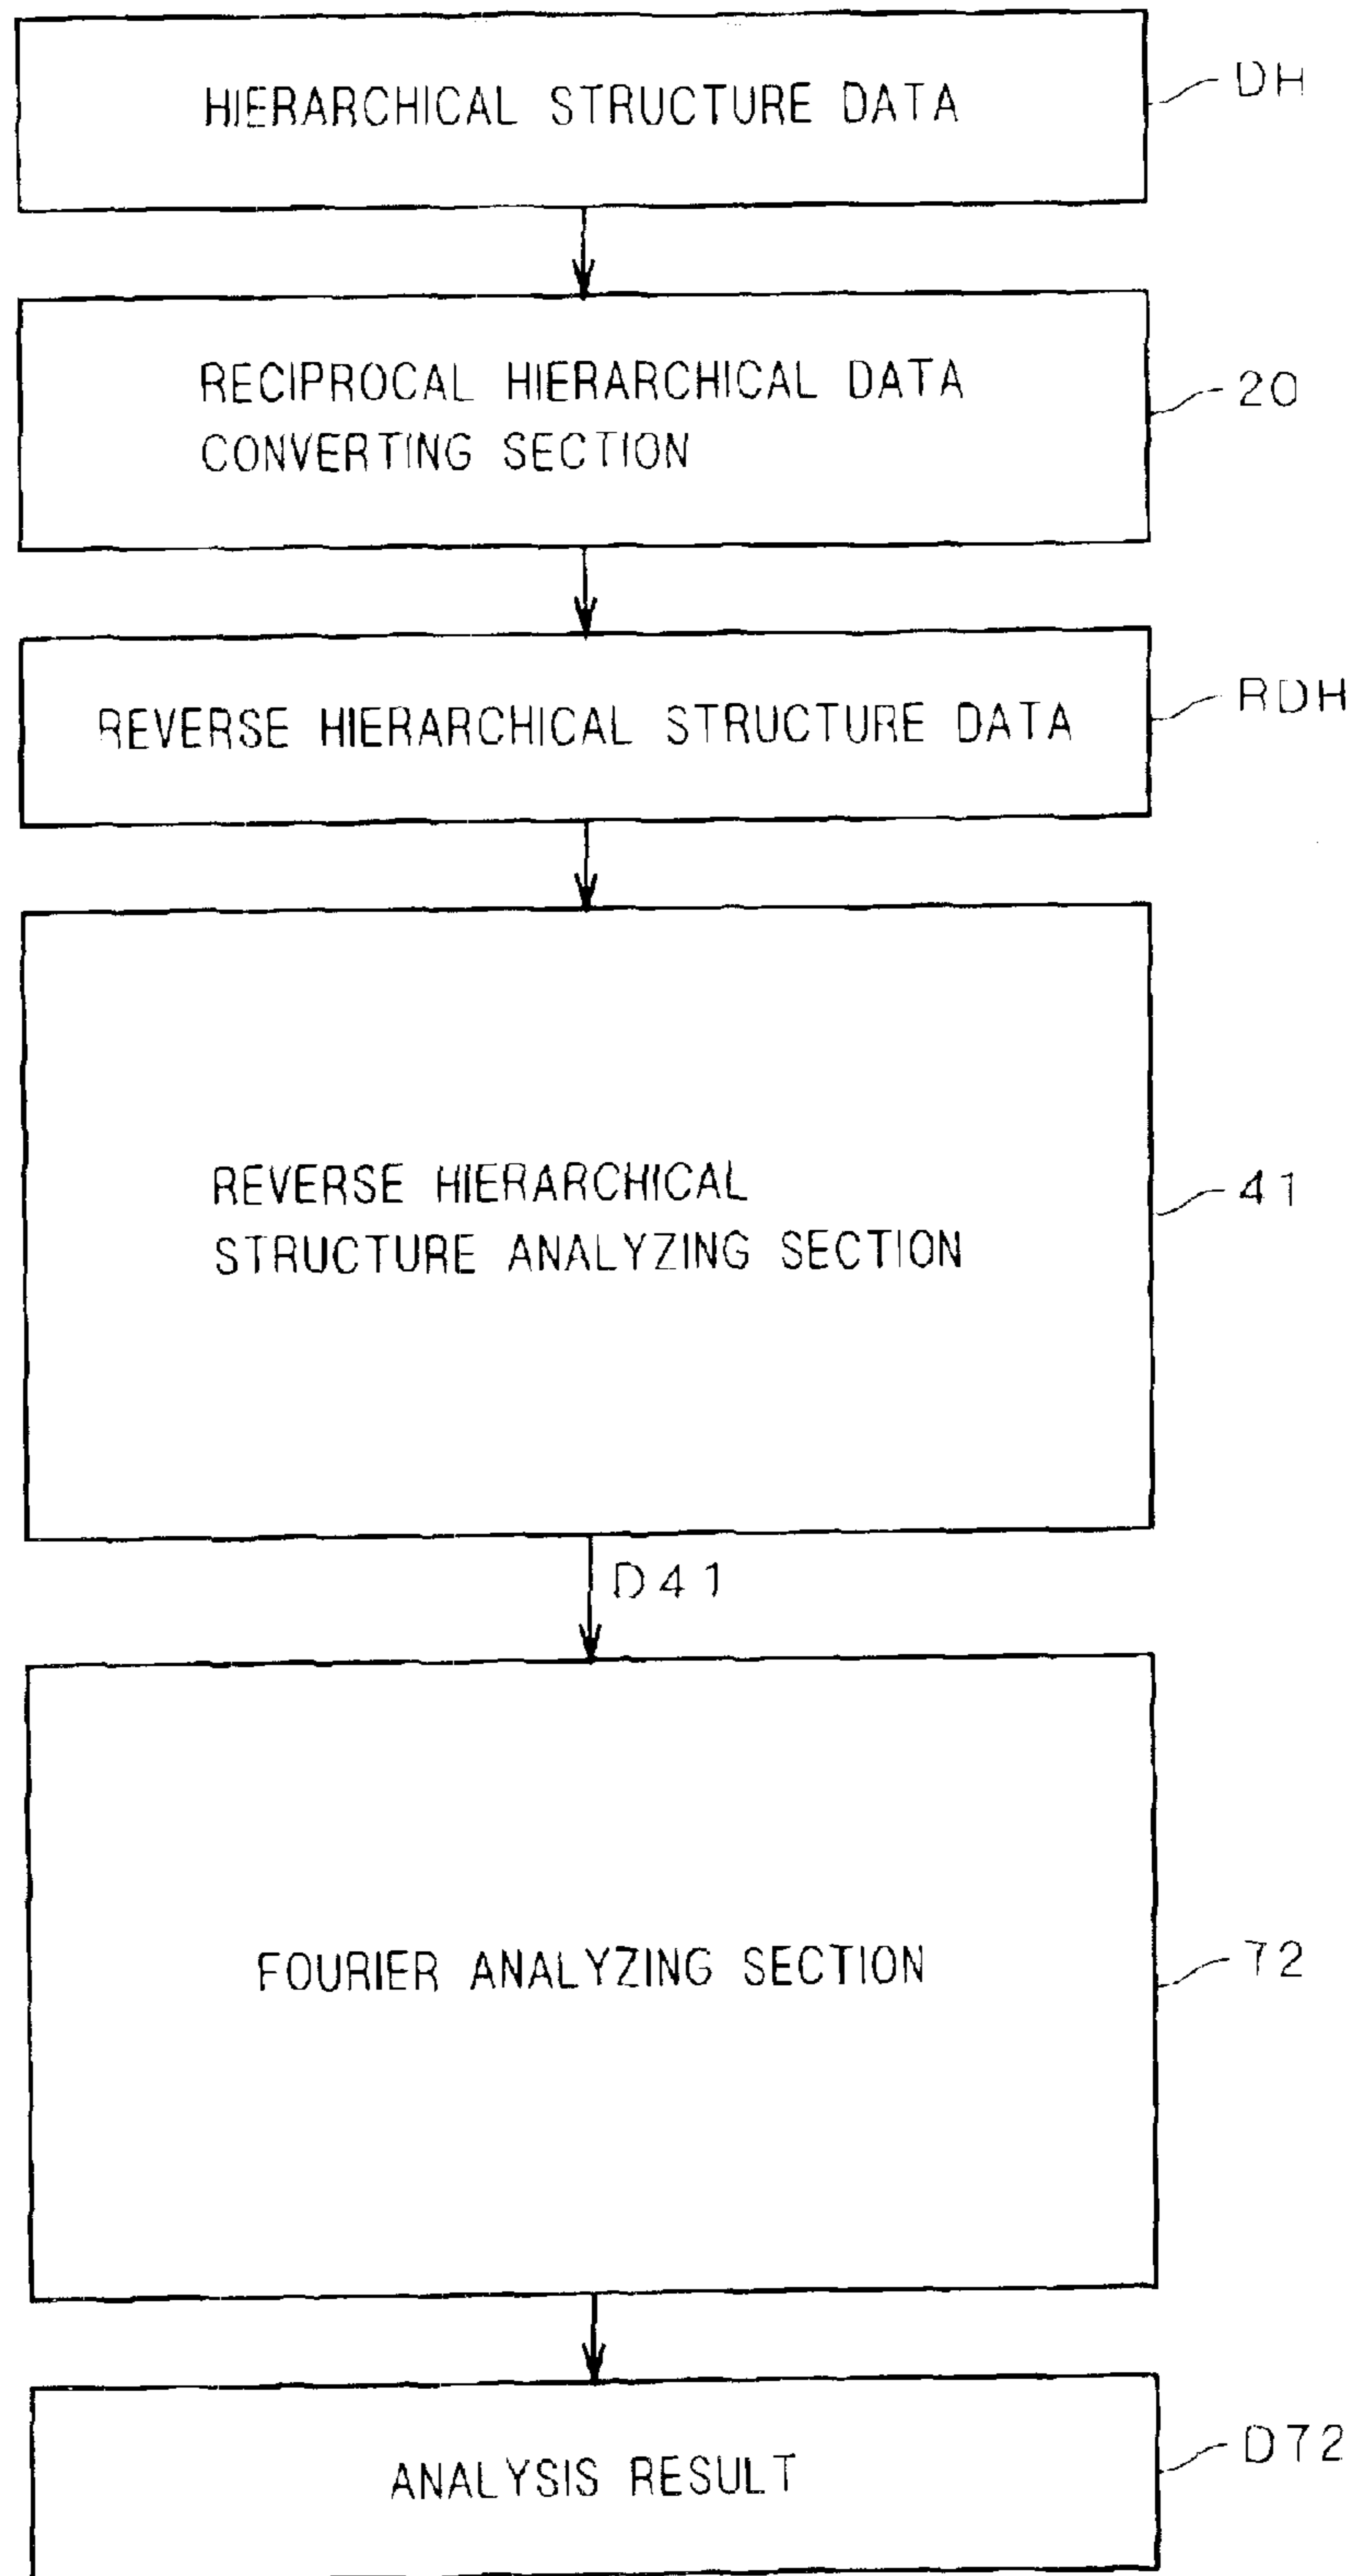 HIERARCHICAL STRUCTURE DATA
DH
RECIPROCAL HIERARCHICAL DATA
CONVERTING SECTION
20
REVERSE HIERARCHICAL STRUCTURE DATA
RDH
REVERSE HIERARCHICAL
STRUCTURE ANALYZING SECTION
41
D41
FOURIER ANALYZING SECTION
72
ANALYSIS RESULT
D72